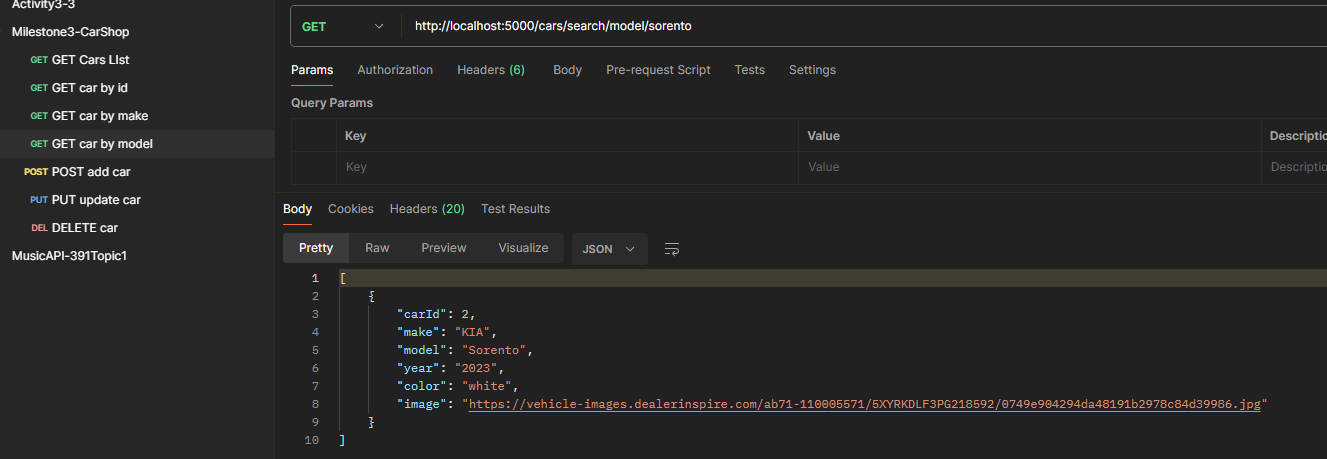 Activity3-3
Milestone3-CarShop
GET GET Cars LIst
GET GET car by id
GET GET car by make
GET GET car by model
POST POST add car
PUT PUT update car
DEL DELETE car
MusicAPI-391Topic1
GET http://localhost:5000/cars/search/model/sorento
Params Authorization Headers (6) Body Pre-request Script Tests Settings
Query Params
Key Value Descriptio
Key Value Description
Body Cookies Headers (20) Test Results
Pretty Raw Preview Visualize JSON
1 [
2 {
3 "carId": 2,
4 "make": "KIA",
5 "model": "Sorento",
6 "year": "2023",
7 "color": "white",
8 "image": "https://vehicle-images.dealerinspire.com/ab71-110005571/5XYRKDLF3PG218592/0749e904294da48191b2978c84d39986.jpg"
9 }
10 ]